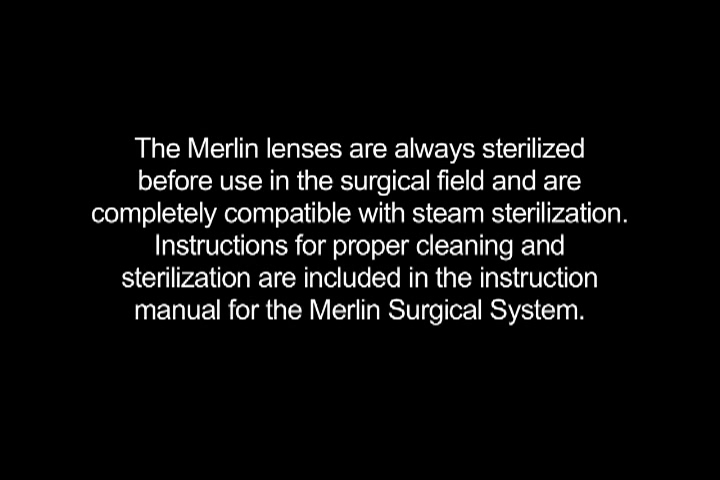 The Merlin lenses are always sterilized
before use in the surgical field and are
completely compatible with steam sterilization.
Instructions for proper cleaning and
sterilization are included in the instruction
manual for the Merlin Surgical System.